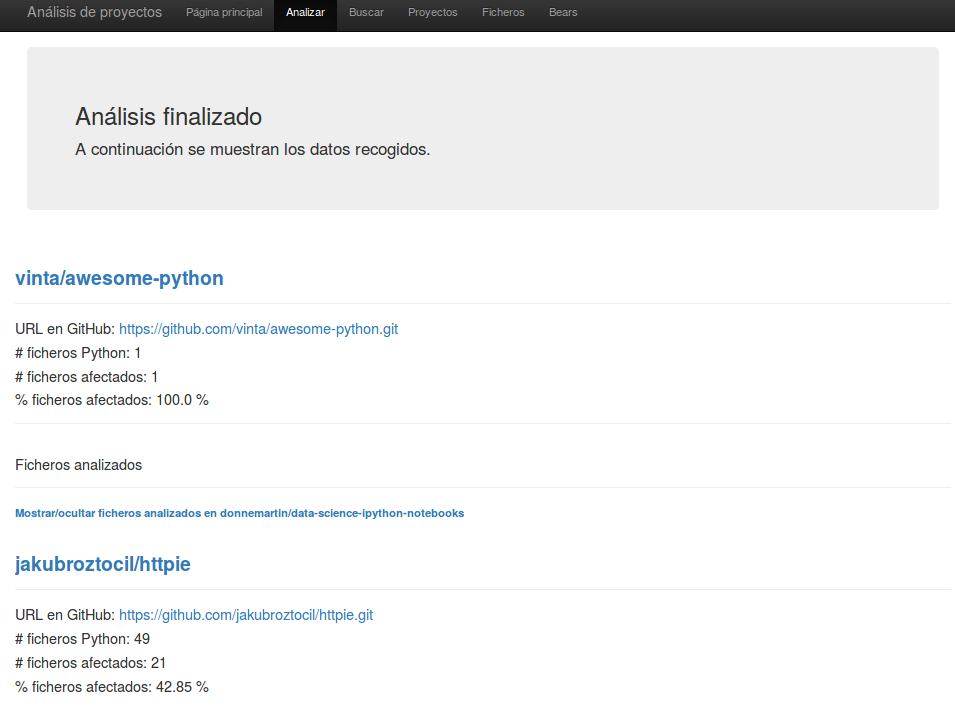 Análisis de proyectos Página principal Analizar Buscar Proyectos Ficheros Bears
Análisis finalizado
A continuación se muestran los datos recogidos.
vinta/awesome-python
URL en GitHub: https://github.com/vinta/awesome-python.git
# ficheros Python: 1
# ficheros afectados: 1
% ficheros afectados: 100.0 %
Ficheros analizados
Mostrar/ocultar ficheros analizados en donnemartin/data-science-ipython-notebooks
jakubroztocil/httpie
URL en GitHub: https://github.com/jakubroztocil/httpie.git
# ficheros Python: 49
# ficheros afectados: 21
% ficheros afectados: 42.85 %